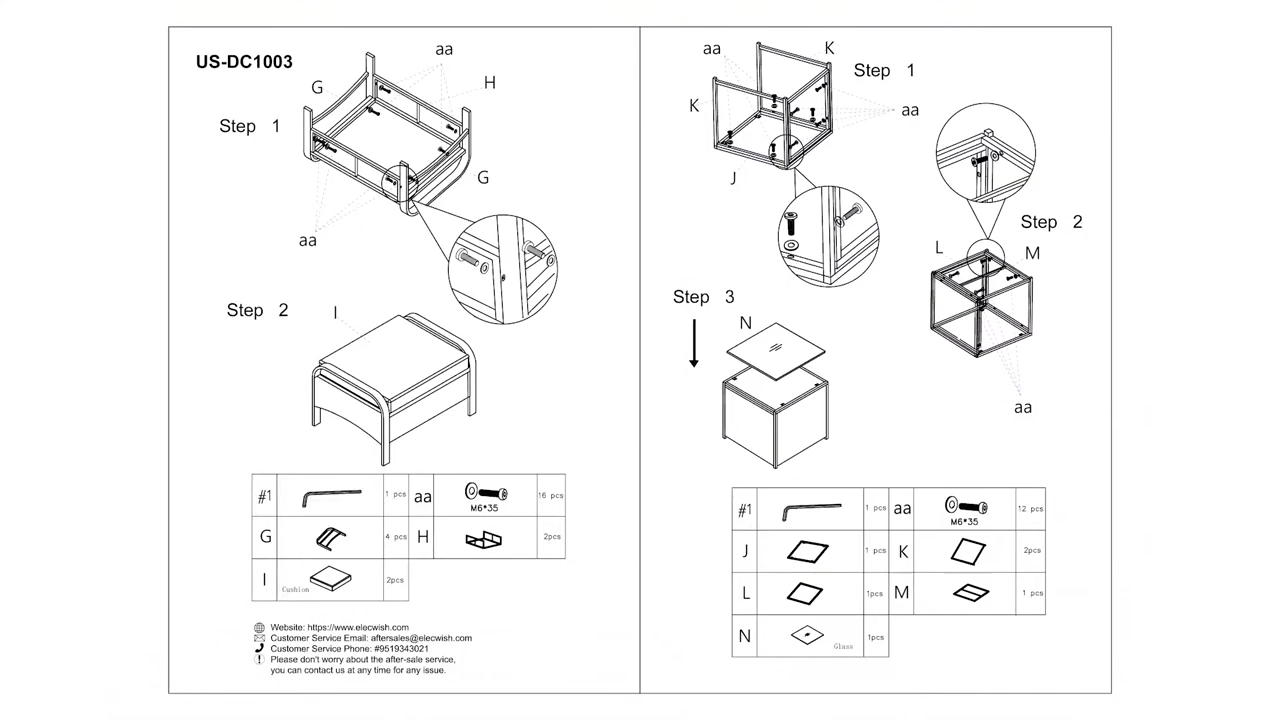 US-DC1003
aa
G
H
Step 1
G
aa
Step 2
I
#1
1 pcs
aa
M6*35
16 pcs
G
4 pcs
H
2pcs
I
Cushion
2pcs
Website: https://www.elecwish.com
Customer Service Email: aftersales@elecwish.com
Customer Service Phone: #9519343021
Please don't worry about the after-sale service,
you can contact us at any time for any issue.
aa
K
Step 1
K
aa
J
Step 2
L
M
aa
Step 3
N
#1
1 pcs
aa
M6*35
12 pcs
J
1 pcs
K
2pcs
L
1pcs
M
1 pcs
N
Glass
1pcs